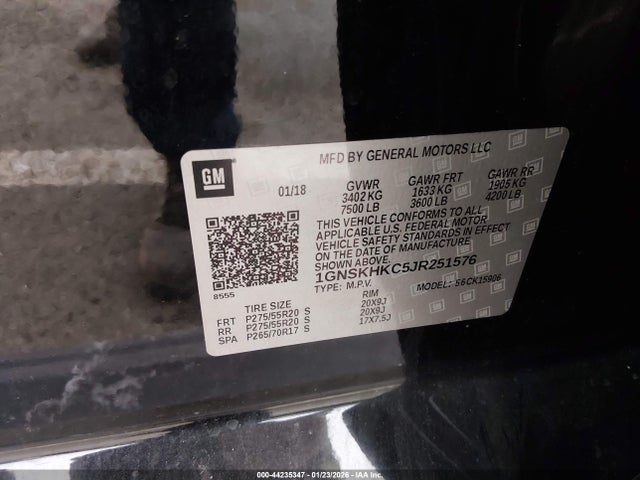 MFD BY GENERAL MOTORS LLC
GM
01/18
GVWR GAWR FRT GAWR RR
3402 KG 1633 KG 1905 KG
7500 LB 3600 LB 4200 LB
THIS VEHICLE CONFORMS TO ALL
APPLICABLE U.S. FEDERAL MOTOR
VEHICLE SAFETY STANDARDS IN EFFECT
ON THE DATE OF MANUFACTURE
1GNSKHKC5JR251576
TYPE: M.P.V. MODEL: 56CK15906
8555
TIRE SIZE RIM
FRT P275/55R20 S 20X9J
RR P275/55R20 S 20X9J
SPA P265/70R17 S 17X7.5J
000-44235347 - 01/23/2026 - IAA Inc.